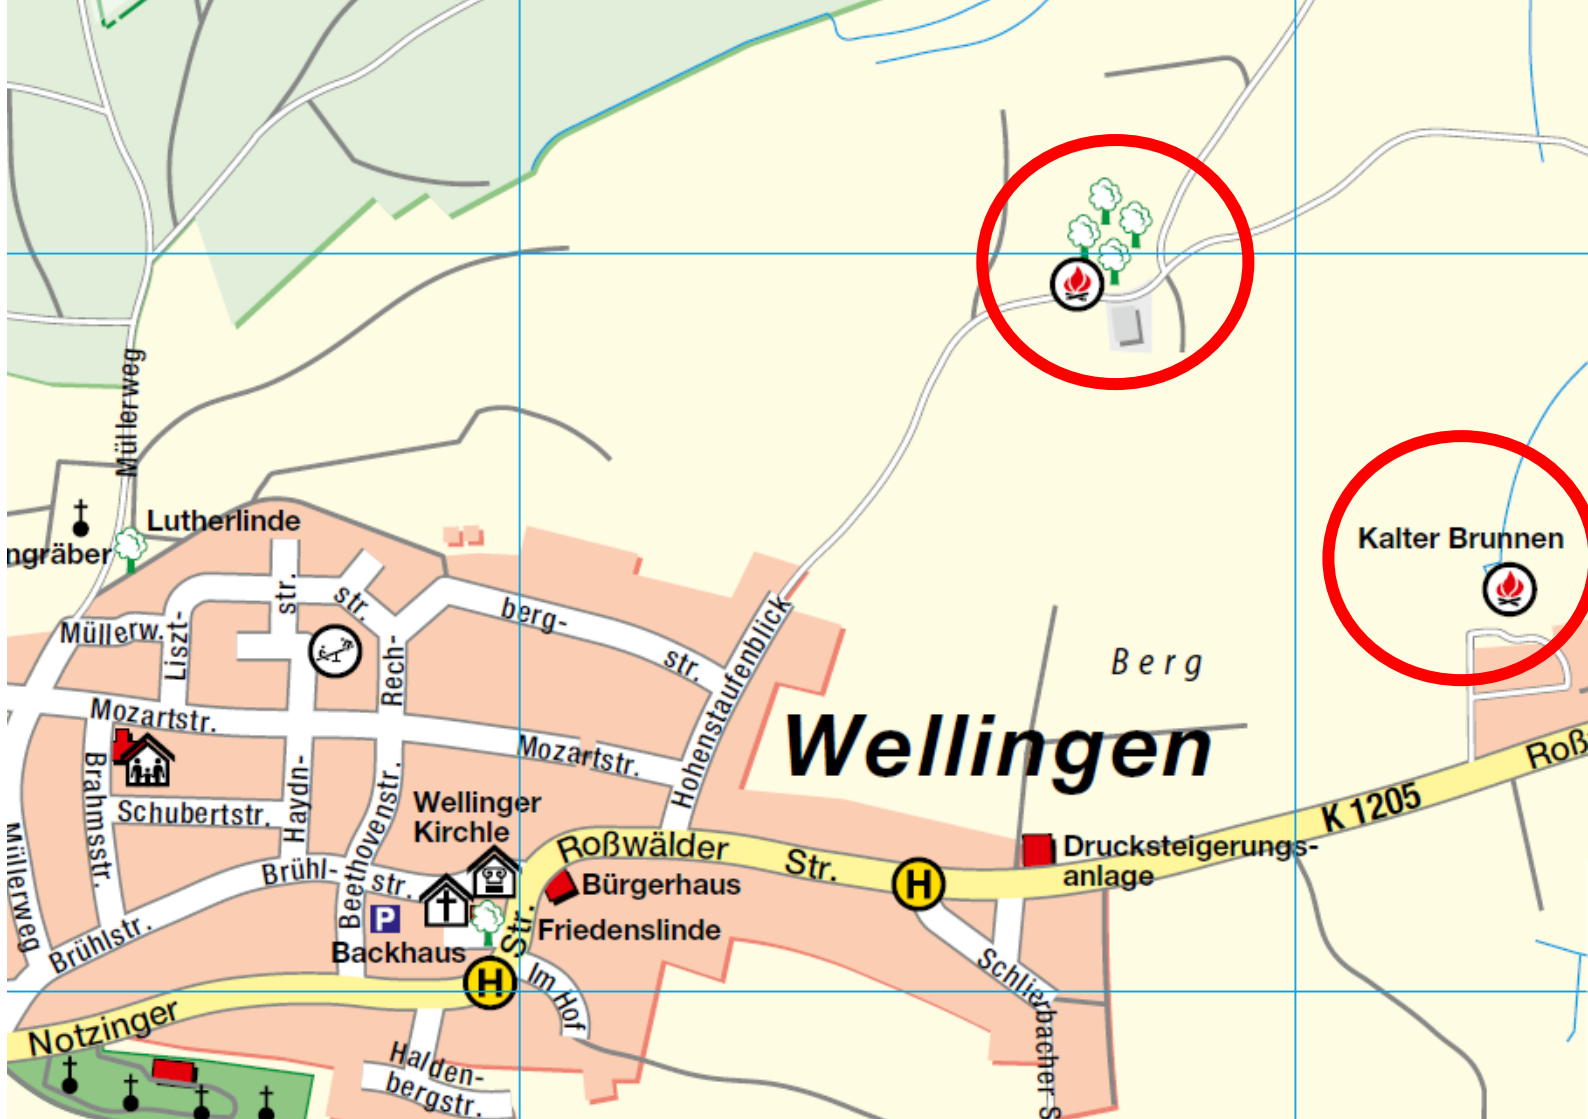 Müllerweg
Lutherlinde
ngräber
Kalter Brunnen
Müllerw.
Liszt-
str.
str.
Rech-
berg-
str.
Hohenstaufenblick
Berg
Wellingen
Mozartstr.
Mozartstr.
Brahmsstr.
Schubertstr.
Haydn-
Beethovenstr.
Wellinger
Kirchle
Roßwälder
Str.
H
K 1205
Roß
Drucksteigerungs-
anlage
Müllerweg
Brühl-
str.
Bürgerhaus
P
Str.
Friedenslinde
Backhaus
Brühlstr.
H
Im Hof
Schlierbacher S
Notzinger
Halden-
bergstr.